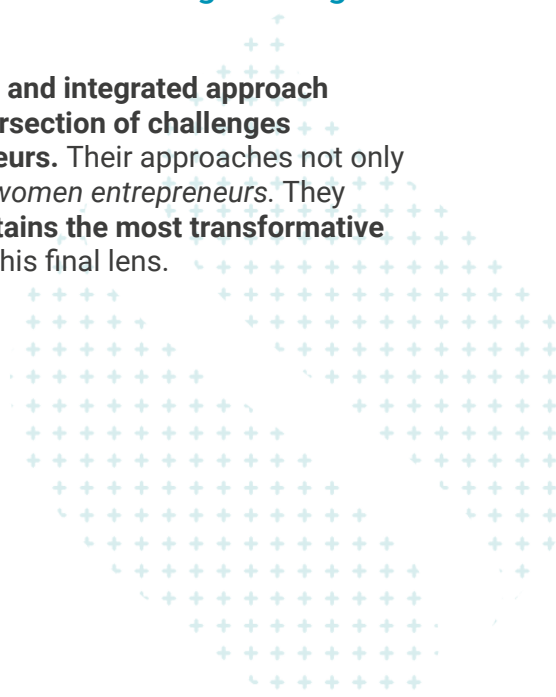 and integrated approach
rsection of challenges
eurs. Their approaches not only
women entrepreneurs. They
tains the most transformative
his final lens.